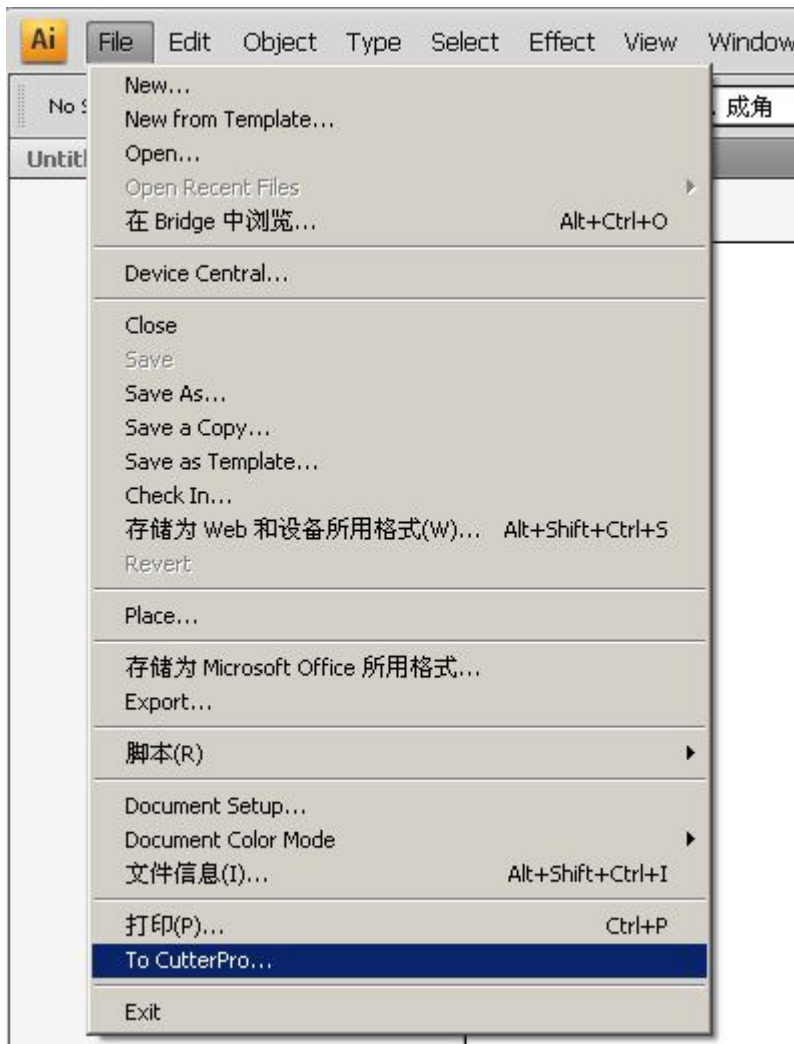 Ai File Edit Object Type Select Effect View Window
No S
成角
Untitl
New...
New from Template...
Open...
Open Recent Files
在 Bridge 中浏览... Alt+Ctrl+O
Device Central...
Close
Save
Save As...
Save a Copy...
Save as Template...
Check In...
存储为 Web 和设备所用格式(W)... Alt+Shift+Ctrl+S
Revert
Place...
存储为 Microsoft Office 所用格式...
Export...
脚本(R)
Document Setup...
Document Color Mode
文件信息(I)... Alt+Shift+Ctrl+I
打印(P)... Ctrl+P
To CutterPro...
Exit